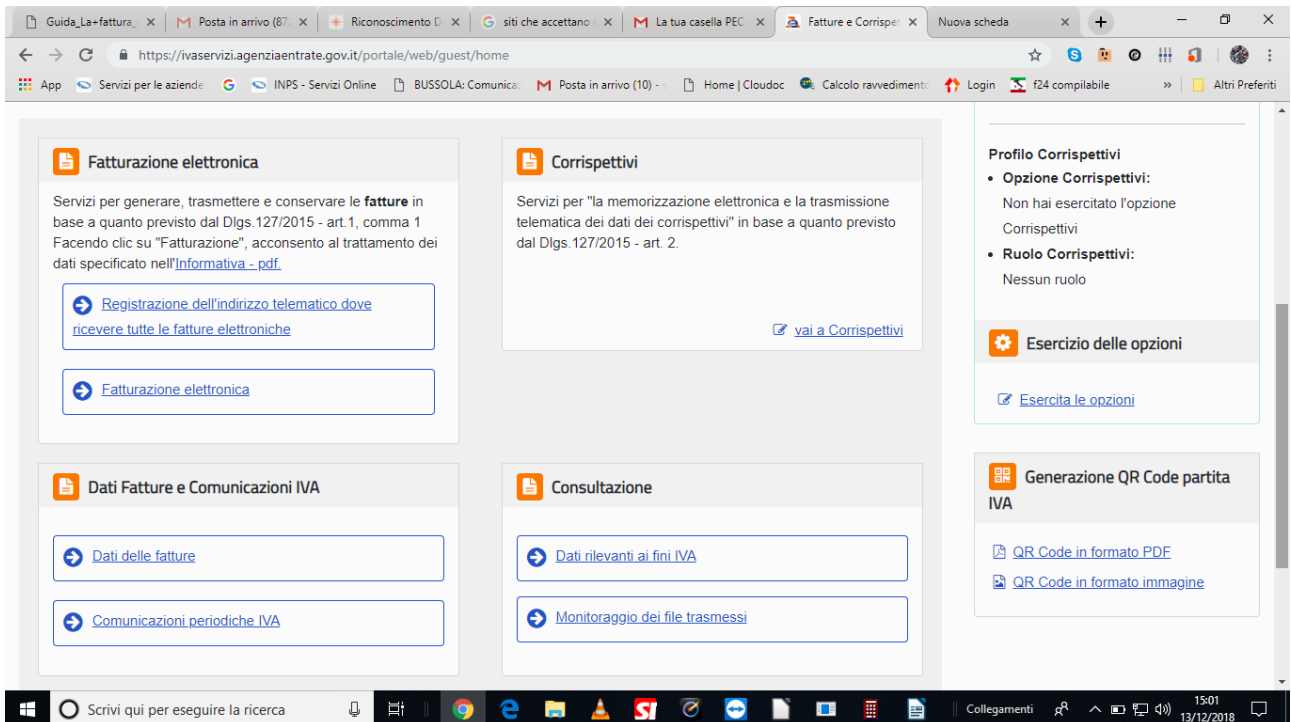 Guida_La+fattura_
Posta in arrivo (87
Riconoscimento D
siti che accettano
La tua casella PEC
Fatture e Corrispet
Nuova scheda
https://ivaservizi.agenziaentrate.gov.it/portale/web/guest/home
App
Servizi per le aziende
INPS - Servizi Online
BUSSOLA: Comunica
Posta in arrivo (10) -
Home | Cloudoc
Calcolo ravvedimento
Login
f24 compilabile
»
Altri Preferiti
Fatturazione elettronica
Servizi per generare, trasmettere e conservare le fatture in
base a quanto previsto dal Dlgs.127/2015 - art.1, comma 1
Facendo clic su "Fatturazione", acconsento al trattamento dei
dati specificato nell'Informativa - pdf.
Registrazione dell'indirizzo telematico dove
ricevere tutte le fatture elettroniche
Fatturazione elettronica
Corrispettivi
Servizi per "la memorizzazione elettronica e la trasmissione
telematica dei dati dei corrispettivi" in base a quanto previsto
dal Dlgs.127/2015 - art. 2.
vai a Corrispettivi
Profilo Corrispettivi
• Opzione Corrispettivi:
Non hai esercitato l'opzione
Corrispettivi
• Ruolo Corrispettivi:
Nessun ruolo
Esercizio delle opzioni
Esercita le opzioni
Dati Fatture e Comunicazioni IVA
Dati delle fatture
Comunicazioni periodiche IVA
Consultazione
Dati rilevanti ai fini IVA
Monitoraggio dei file trasmessi
Generazione QR Code partita
IVA
QR Code in formato PDF
QR Code in formato immagine
Scrivi qui per eseguire la ricerca
Collegamenti
15:01
13/12/2018